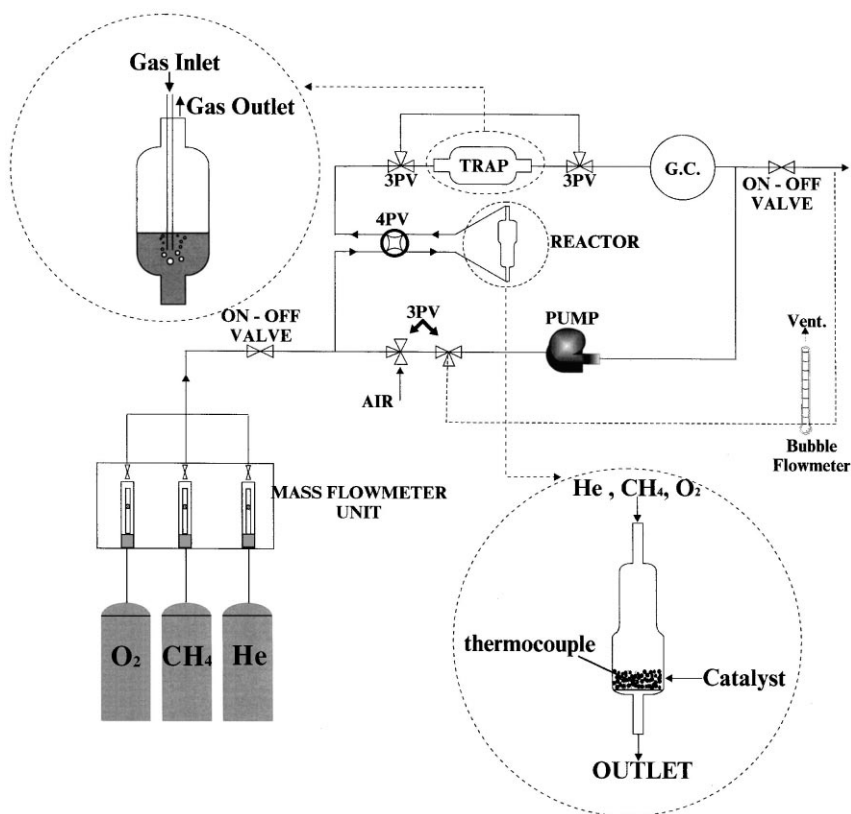 Gas Inlet
Gas Outlet
TRAP
3PV
3PV
G.C.
ON - OFF
VALVE
4PV
REACTOR
ON - OFF
VALVE
3PV
PUMP
Vent.
AIR
Bubble
Flowmeter
MASS FLOWMETER
UNIT
He , CH₄, O₂
O₂
CH₄
He
thermocouple
Catalyst
OUTLET